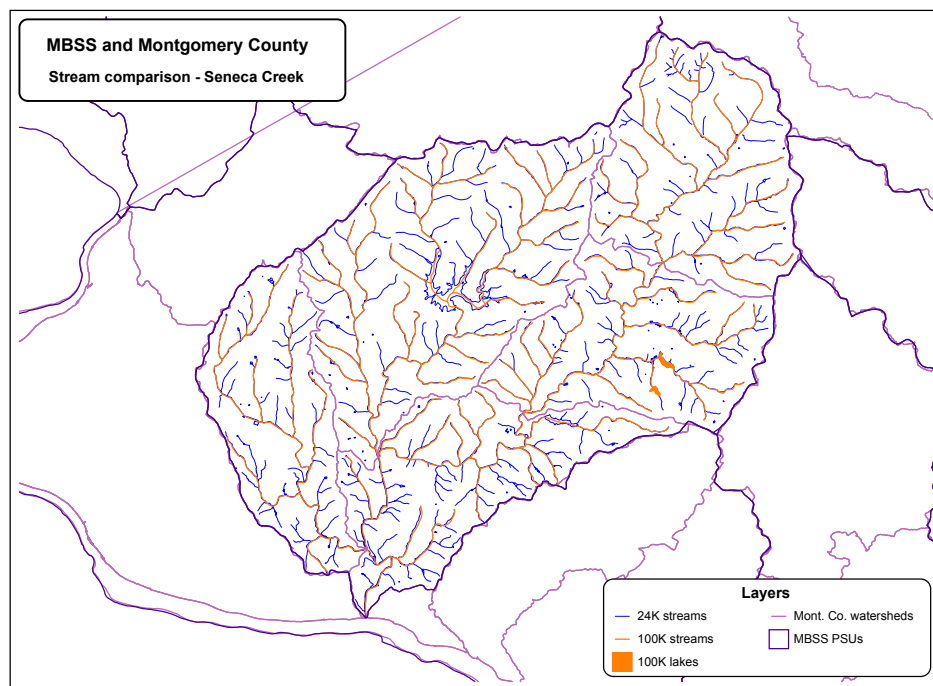 MBSS and Montgomery County
Stream comparison - Seneca Creek
Layers
24K streams
100K streams
100K lakes
Mont. Co. watersheds
MBSS PSUs